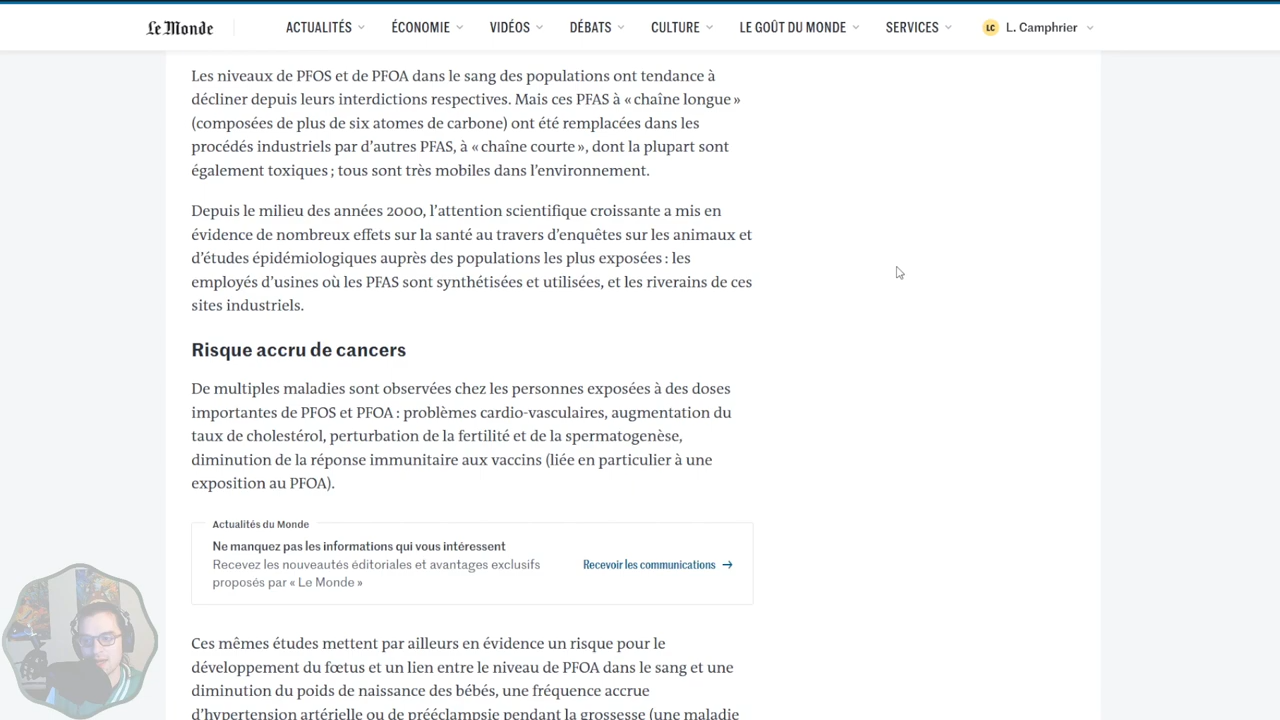 Le Monde
ACTUALITÉS
ÉCONOMIE
VIDÉOS
DÉBATS
CULTURE
LE GOÛT DU MONDE
SERVICES
LC
L. Camphrier
Les niveaux de PFOS et de PFOA dans le sang des populations ont tendance à
décliner depuis leurs interdictions respectives. Mais ces PFAS à « chaîne longue »
(composées de plus de six atomes de carbone) ont été remplacées dans les
procédés industriels par d’autres PFAS, à « chaîne courte », dont la plupart sont
également toxiques ; tous sont très mobiles dans l’environnement.
Depuis le milieu des années 2000, l’attention scientifique croissante a mis en
évidence de nombreux effets sur la santé au travers d’enquêtes sur les animaux et
d’études épidémiologiques auprès des populations les plus exposées : les
employés d’usines où les PFAS sont synthétisées et utilisées, et les riverains de ces
sites industriels.
Risque accru de cancers
De multiples maladies sont observées chez les personnes exposées à des doses
importantes de PFOS et PFOA : problèmes cardio-vasculaires, augmentation du
taux de cholestérol, perturbation de la fertilité et de la spermatogenèse,
diminution de la réponse immunitaire aux vaccins (liée en particulier à une
exposition au PFOA).
Actualités du Monde
Ne manquez pas les informations qui vous intéressent
Recevez les nouveautés éditoriales et avantages exclusifs
proposés par « Le Monde »
Recevoir les communications →
Ces mêmes études mettent par ailleurs en évidence un risque pour le
développement du fœtus et un lien entre le niveau de PFOA dans le sang et une
diminution du poids de naissance des bébés, une fréquence accrue
d’hypertension artérielle ou de prééclampsie pendant la grossesse (une maladie